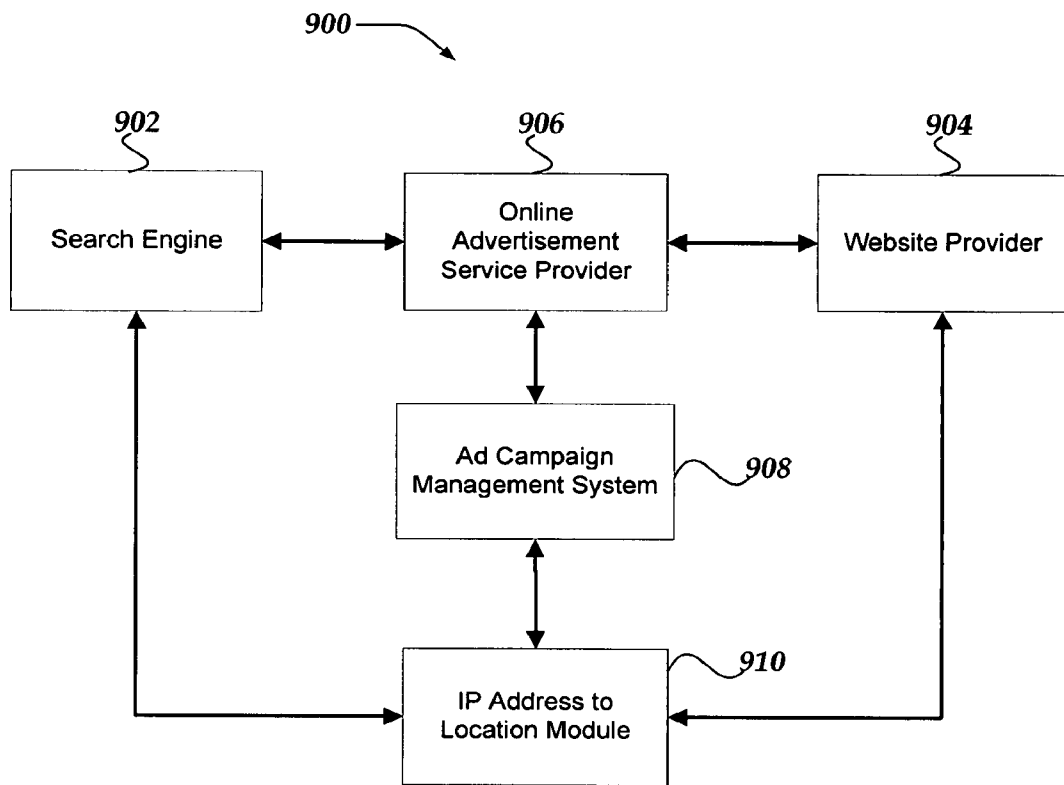 900
902
906
904
Search Engine
Online
Advertisement
Service Provider
Website Provider
Ad Campaign
Management System
908
910
IP Address to
Location Module